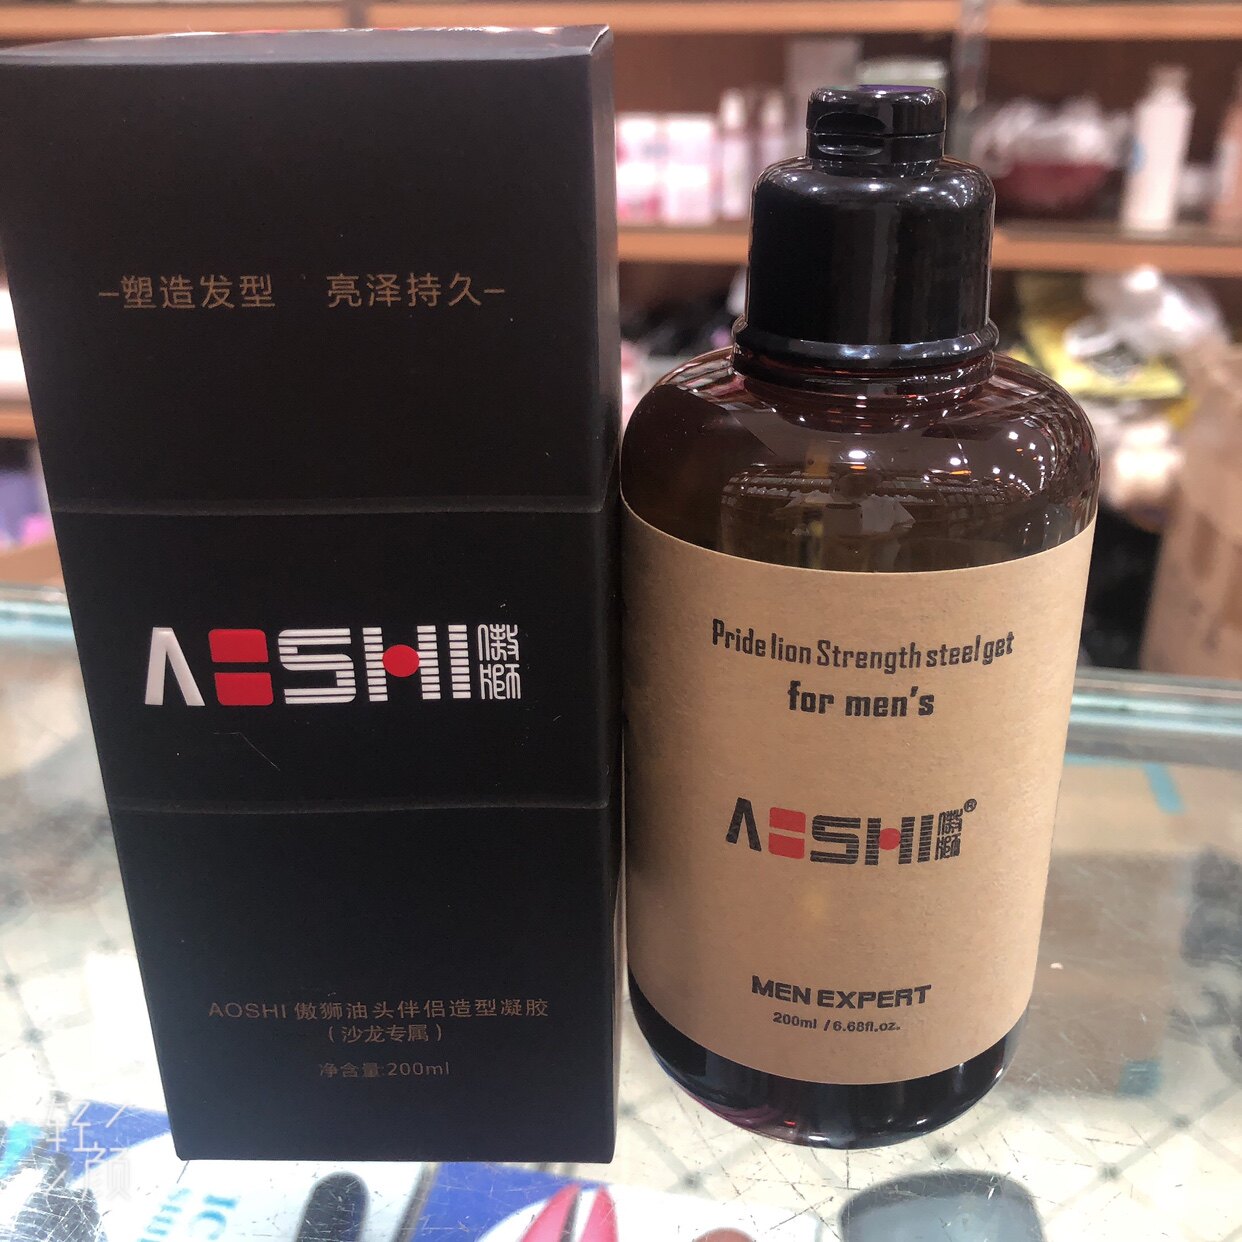 –塑造发型 亮泽持久–
AOSHI 傲狮
AOSHI 傲狮油头伴侣造型凝胶
(沙龙专属)
净含量:200ml
Pride lion Strength steel get
for men's
AOSHI 傲狮®
MEN EXPERT
200ml / 6.68fl.oz.
轻颜